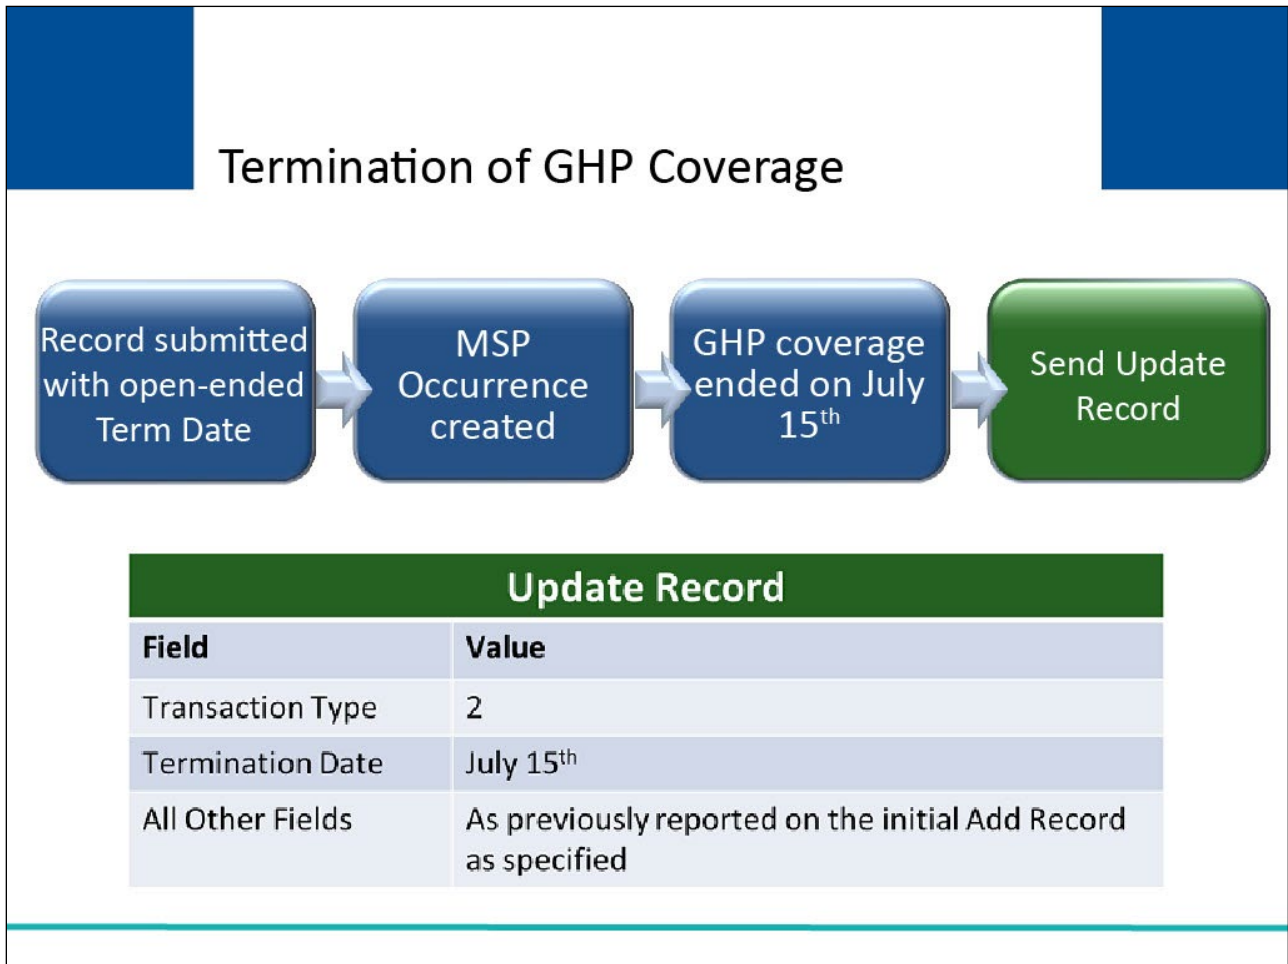 Termination of GHP Coverage
Record submitted
with open-ended
Term Date
MSP
Occurrence
created
GHP coverage
ended on July
15th
Send Update
Record
Update Record
Field Value
Transaction Type 2
Termination Date July 15th
All Other Fields As previously reported on the initial Add Record
as specified